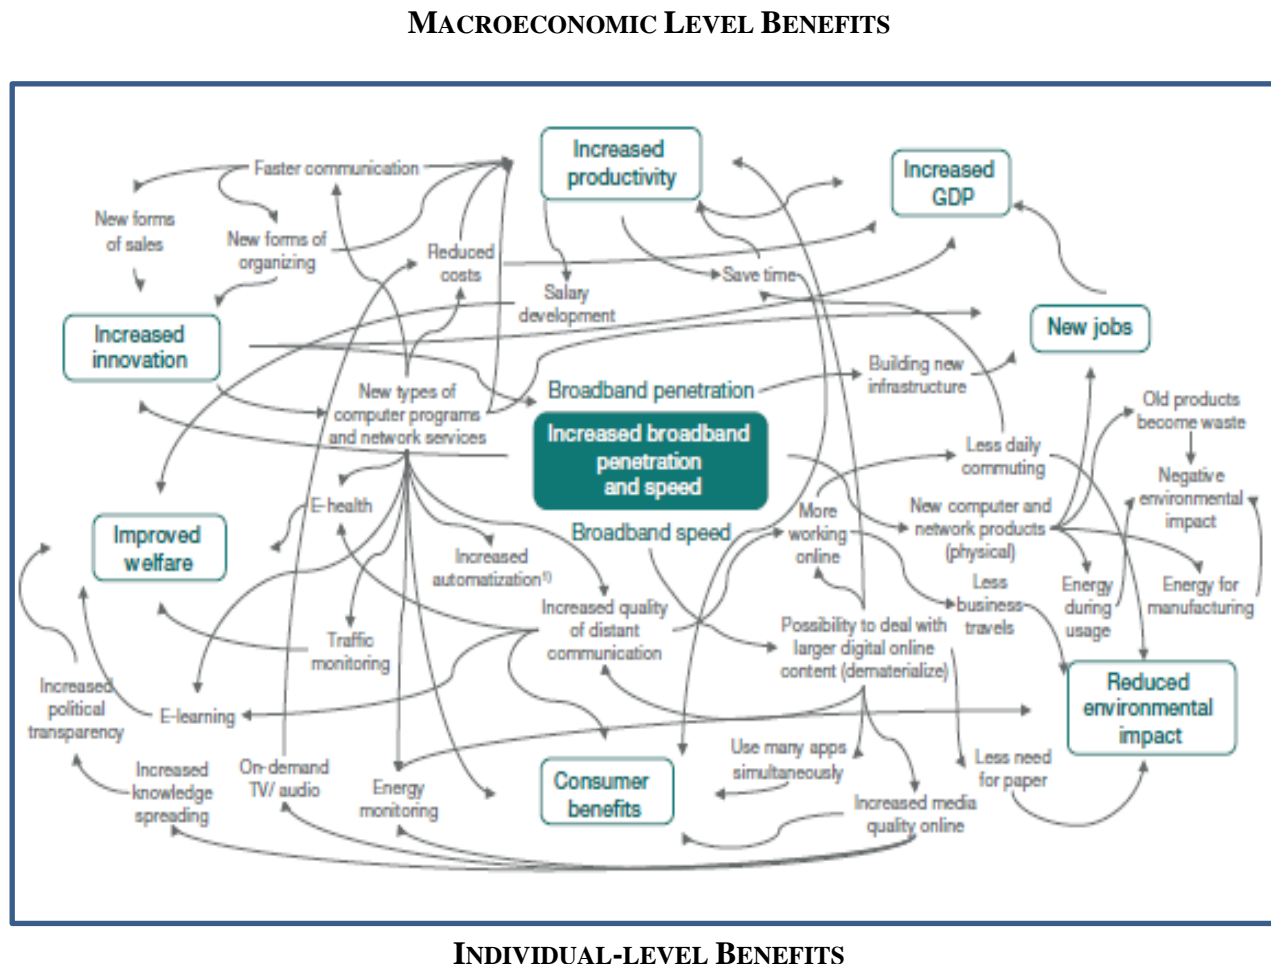 MACROECONOMIC LEVEL BENEFITS
Increased
productivity
Increased
GDP
Faster communication
New forms
of sales
New forms of
organizing
Reduced
costs
Save time
Salary
development
Increased
innovation
New jobs
Building new
infrastructure
New types of
computer programs
and network services
Broadband penetration
Increased broadband
penetration
and speed
Broadband speed
Old products
become waste
Less daily
commuting
Negative
environmental
impact
E-health
More
working
online
New computer and
network products
(physical)
Improved
welfare
Increased
automatization¹⁾
Energy
during
usage
Energy for
manufacturing
Less
business
travels
Increased quality
of distant
communication
Possibility to deal with
larger digital online
content (dematerialize)
Traffic
monitoring
Increased
political
transparency
E-learning
Reduced
environmental
impact
Increased
knowledge
spreading
On-demand
TV/ audio
Energy
monitoring
Consumer
benefits
Use many apps
simultaneously
Less need
for paper
Increased media
quality online
INDIVIDUAL-LEVEL BENEFITS